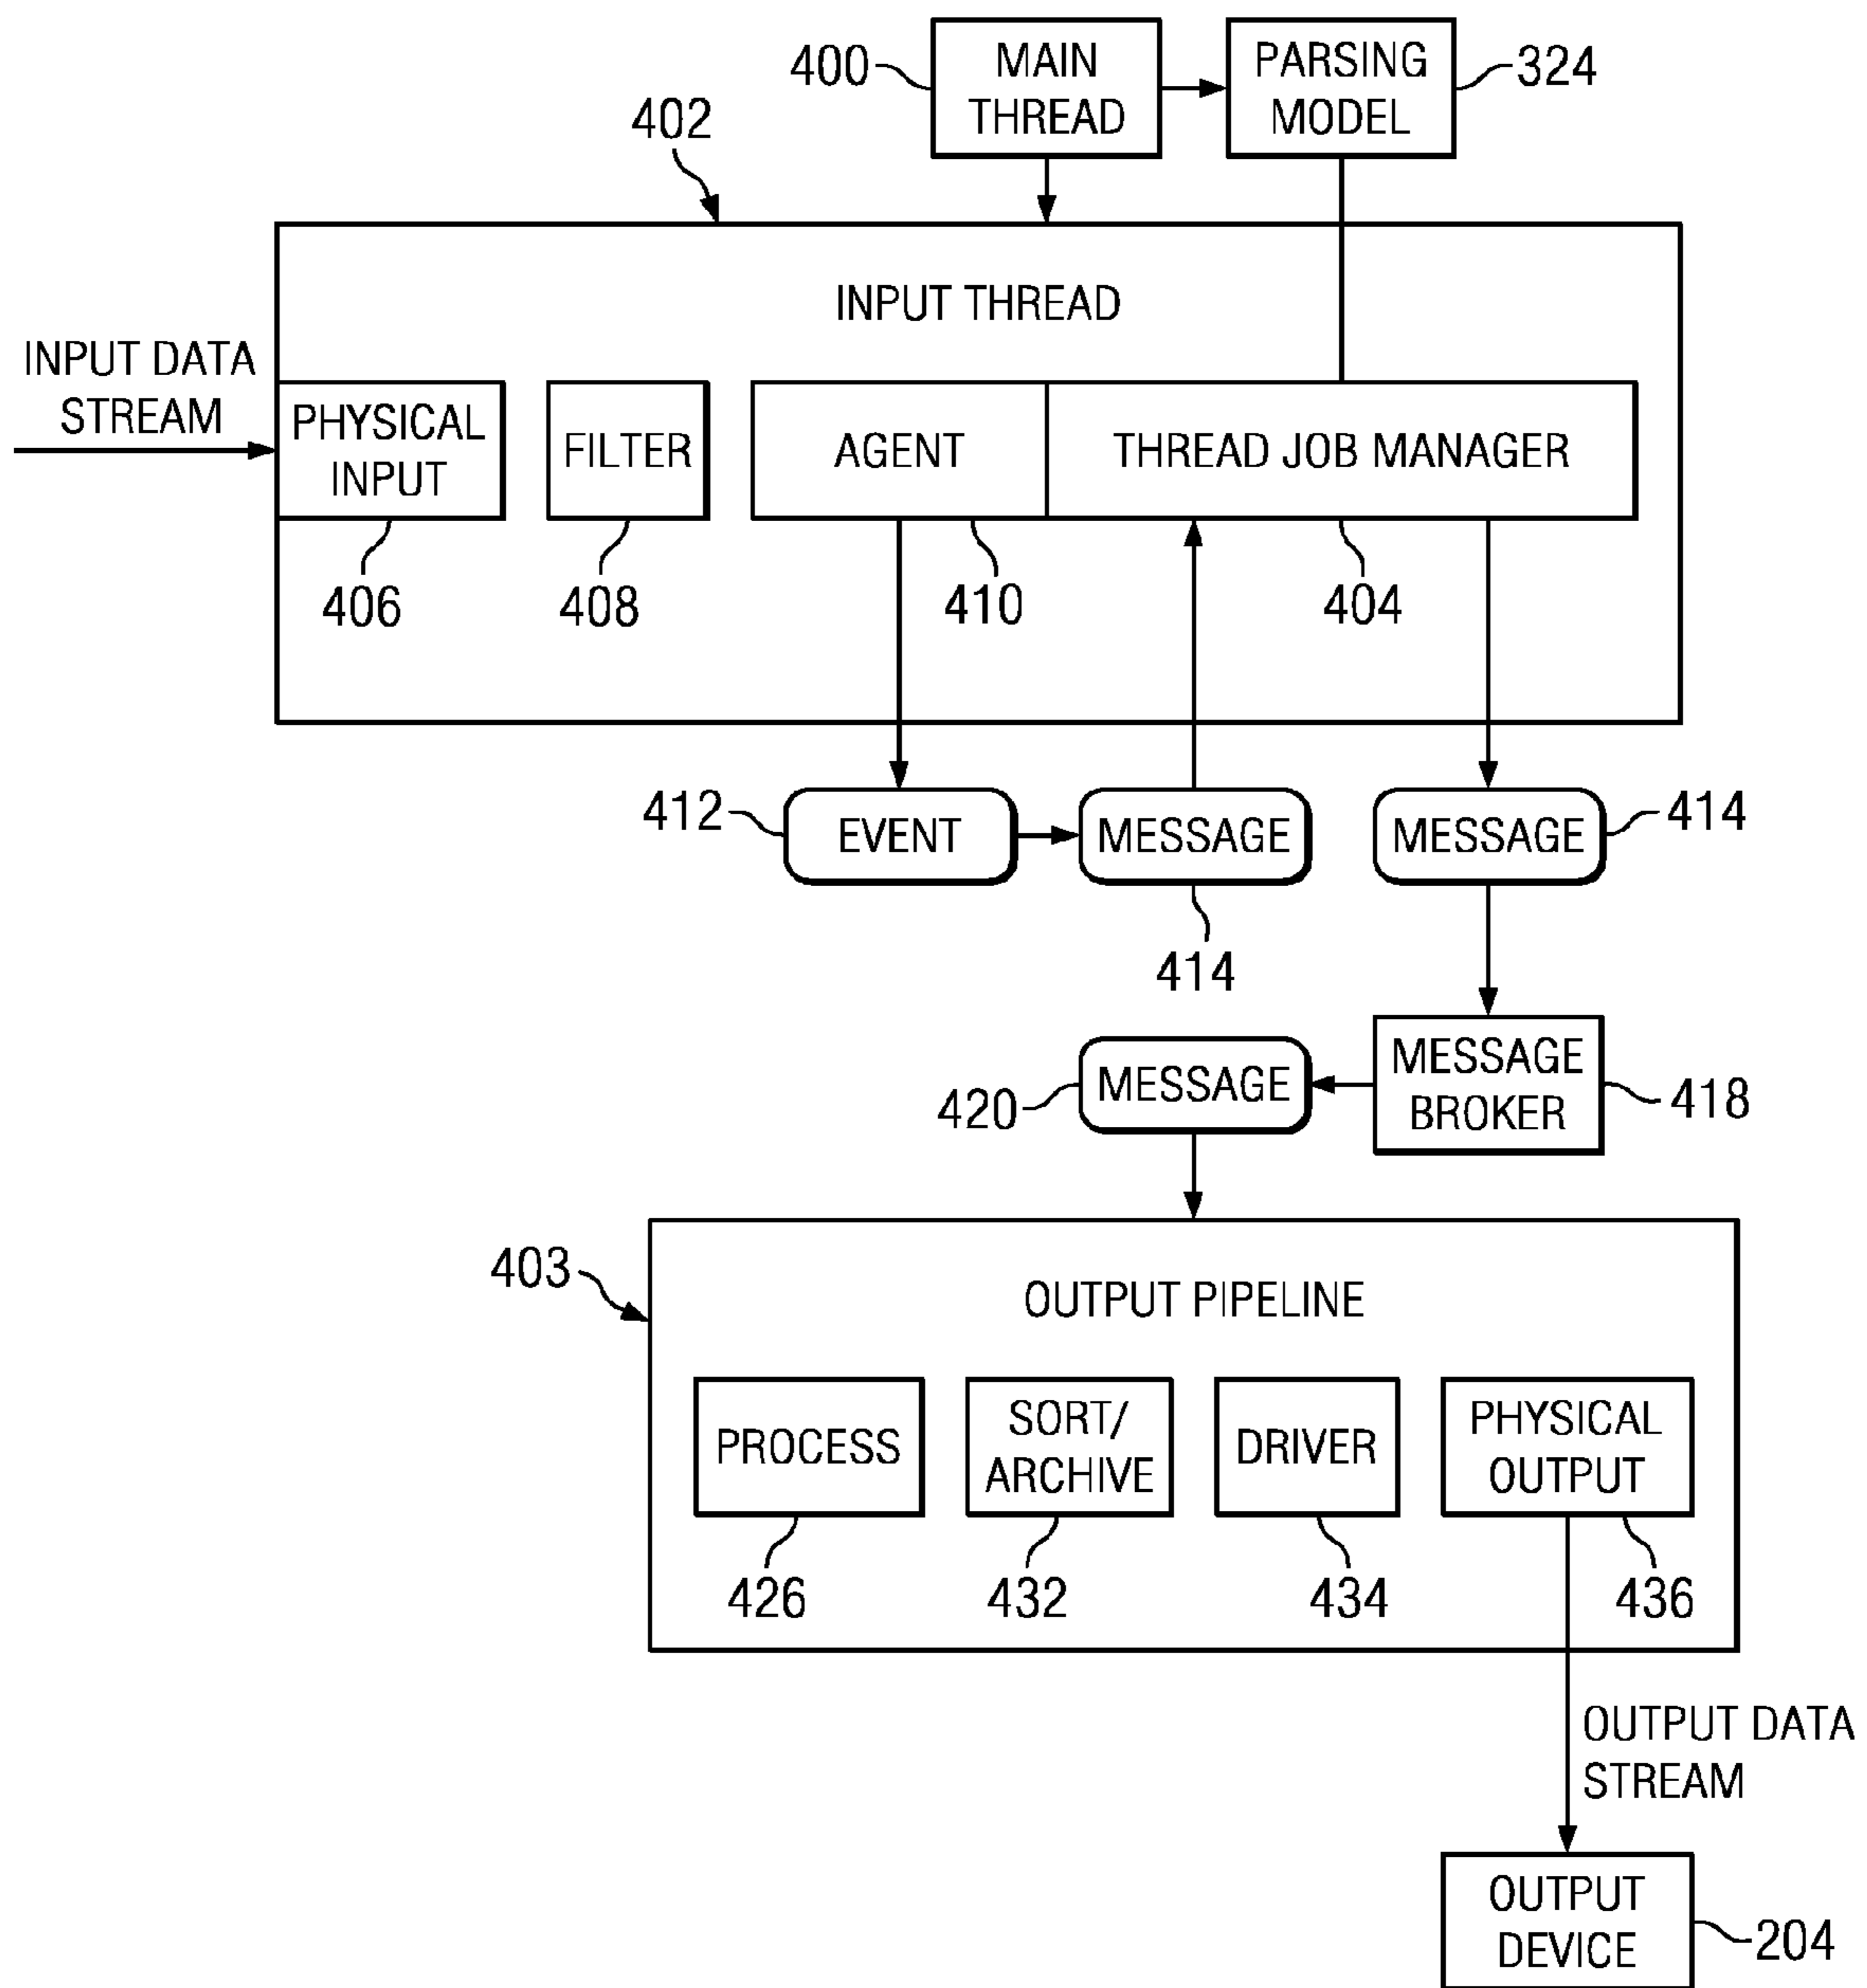 400
MAIN
THREAD
PARSING
MODEL
324
402
INPUT THREAD
INPUT DATA
STREAM
PHYSICAL
INPUT
FILTER
AGENT
THREAD JOB MANAGER
406
408
410
404
412
EVENT
MESSAGE
MESSAGE
414
414
MESSAGE
420
MESSAGE
BROKER
418
403
OUTPUT PIPELINE
PROCESS
SORT/
ARCHIVE
DRIVER
PHYSICAL
OUTPUT
426
432
434
436
OUTPUT DATA
STREAM
OUTPUT
DEVICE
204